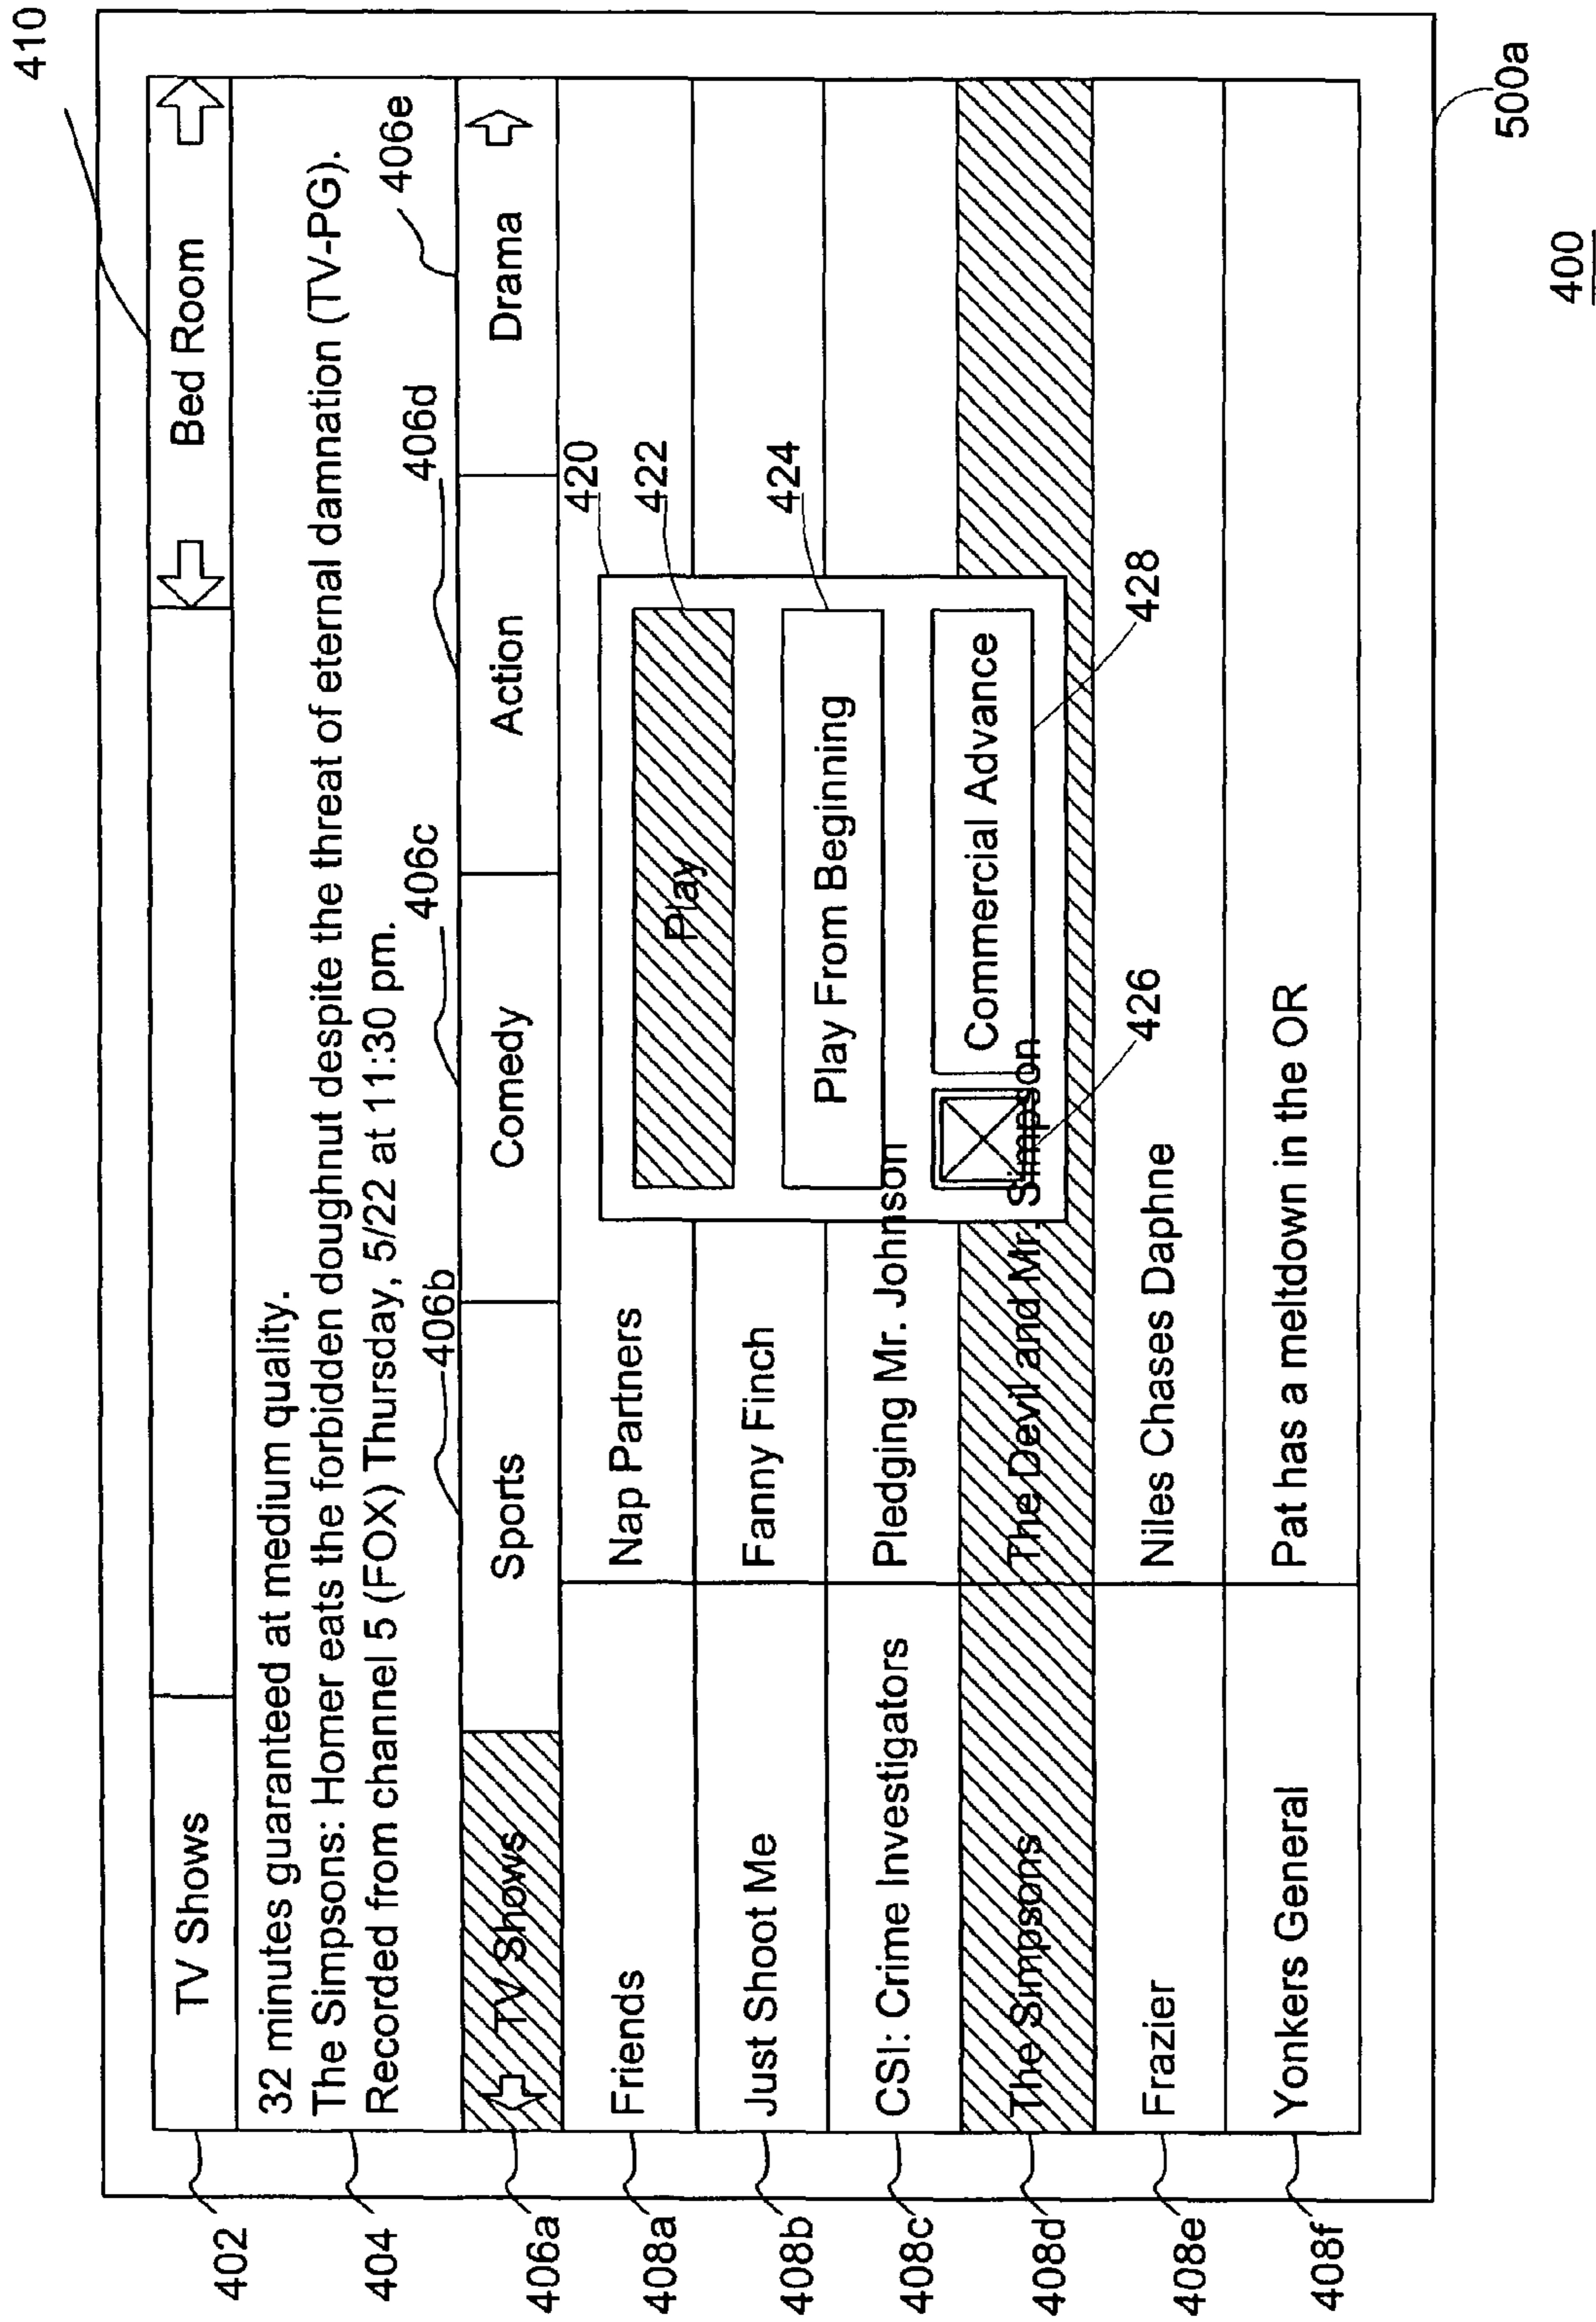 410
TV Shows
Bed Room
402
32 minutes guaranteed at medium quality.
The Simpsons: Homer eats the forbidden doughnut despite the threat of eternal damnation (TV-PG).
Recorded from channel 5 (FOX) Thursday, 5/22 at 11:30 pm.
404
406b
406c
406d
406e
TV Shows
Sports
Comedy
Action
Drama
406a
420
Friends
Nap Partners
408a
422
Play
Just Shoot Me
Fanny Finch
408b
424
Play From Beginning
CSI: Crime Investigators
Pledging Mr. Johnson
408c
Commercial Advance
The Simpsons
The Devil and Mr. Simpson
408d
426
428
Frazier
Niles Chases Daphne
408e
Yonkers General
Pat has a meltdown in the OR
408f
500a
400